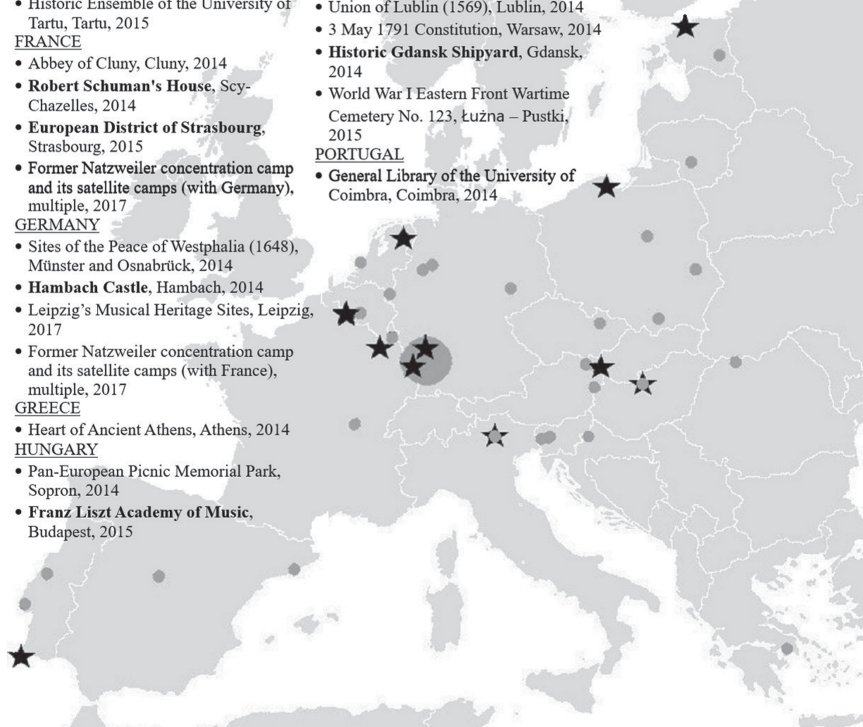 • Historic Ensemble of the University of
Tartu, Tartu, 2015
FRANCE
• Abbey of Cluny, Cluny, 2014
• Robert Schuman's House, Scy-
Chazelles, 2014
• European District of Strasbourg,
Strasbourg, 2015
• Former Natzweiler concentration camp
and its satellite camps (with Germany),
multiple, 2017
GERMANY
• Sites of the Peace of Westphalia (1648),
Münster and Osnabrück, 2014
• Hambach Castle, Hambach, 2014
• Leipzig’s Musical Heritage Sites, Leipzig,
2017
• Former Natzweiler concentration camp
and its satellite camps (with France),
multiple, 2017
GREECE
• Heart of Ancient Athens, Athens, 2014
HUNGARY
• Pan-European Picnic Memorial Park,
Sopron, 2014
• Franz Liszt Academy of Music,
Budapest, 2015
• Union of Lublin (1569), Lublin, 2014
• 3 May 1791 Constitution, Warsaw, 2014
• Historic Gdansk Shipyard, Gdansk,
2014
• World War I Eastern Front Wartime
Cemetery No. 123, Łużna – Pustki,
2015
PORTUGAL
• General Library of the University of
Coimbra, Coimbra, 2014